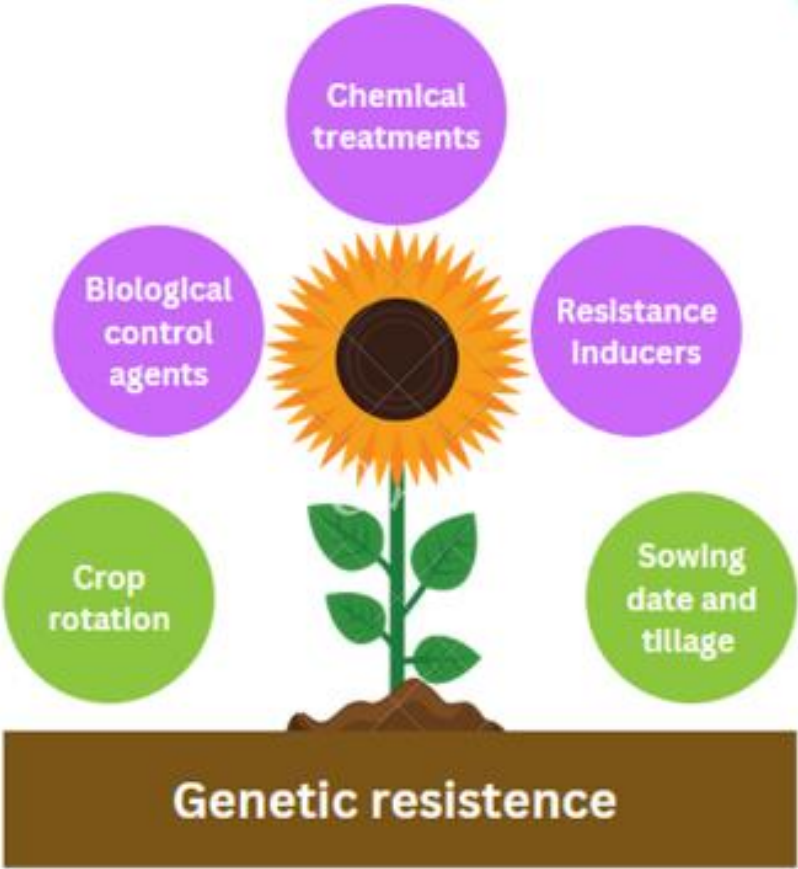 Chemical
treatments
Biological
control
agents
Resistance
Inducers
Crop
rotation
Sowing
date and
tillage
Genetic resistence